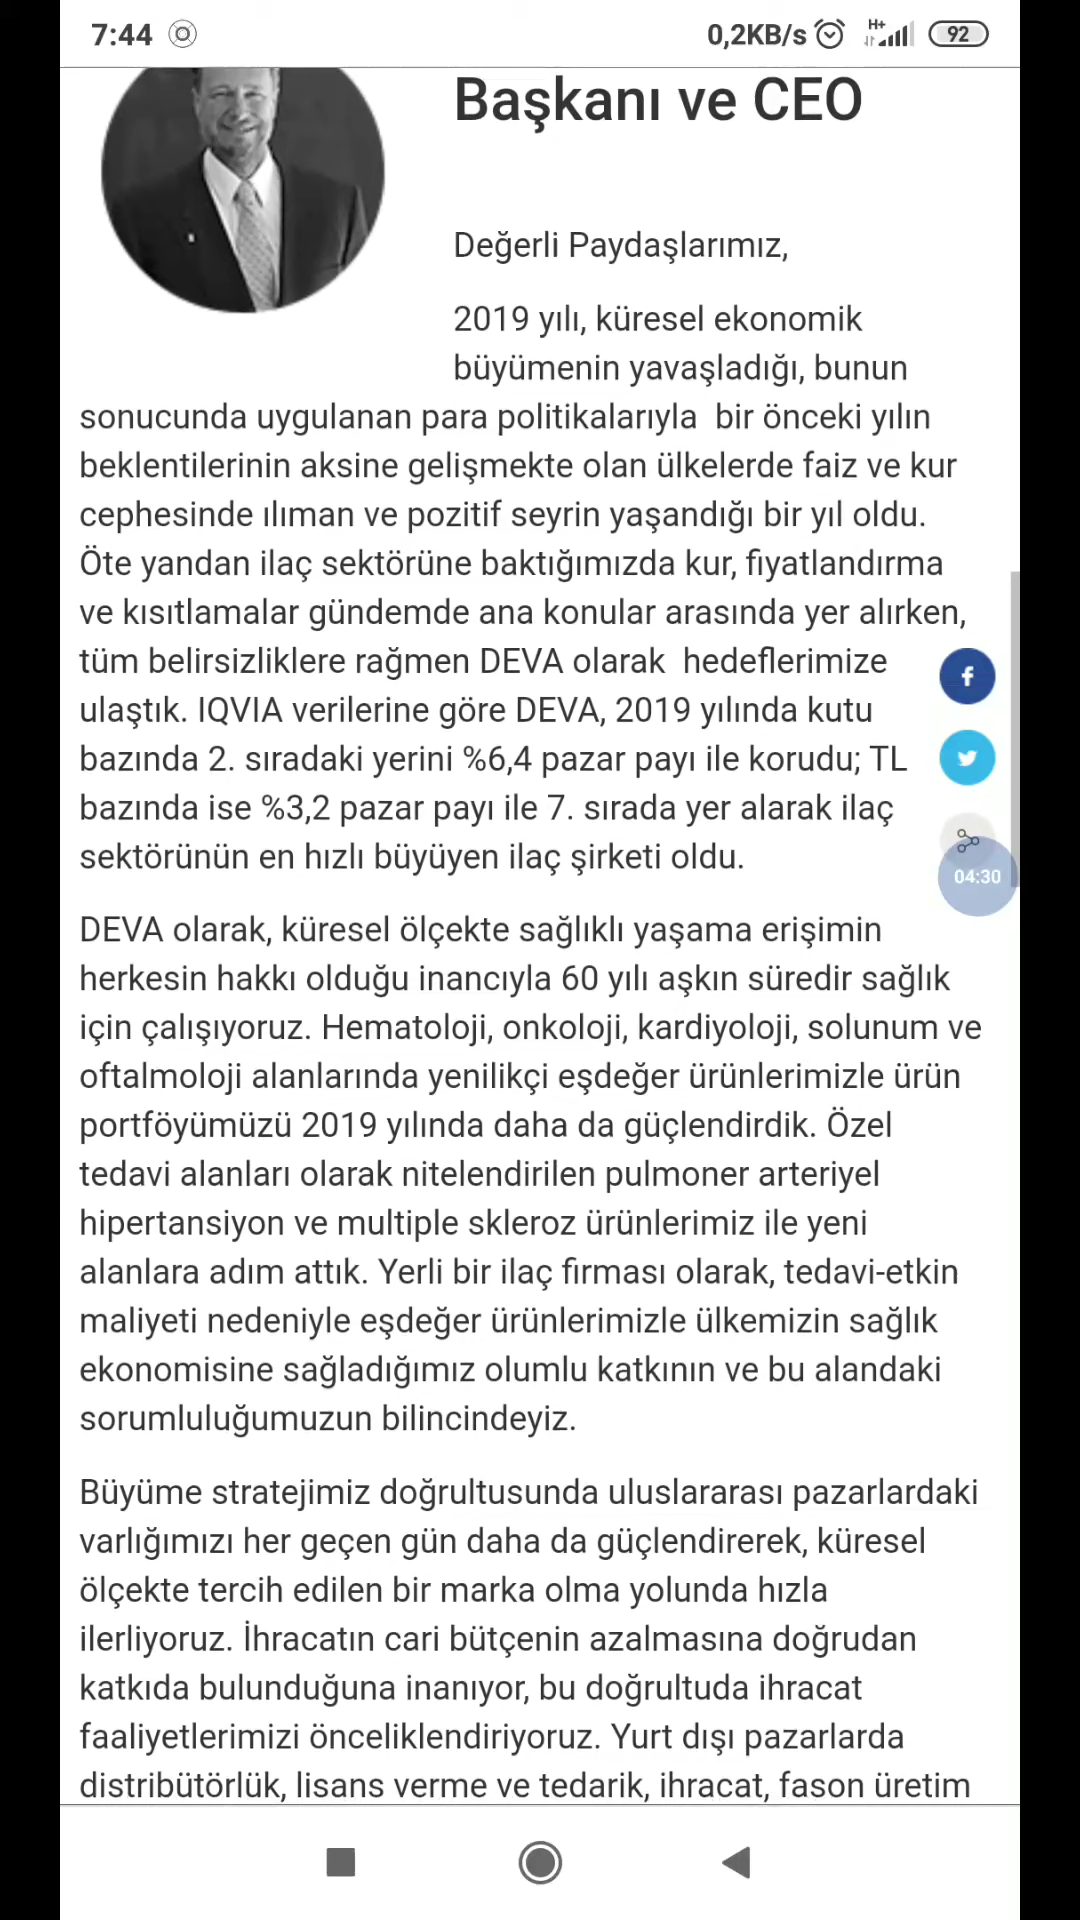 7:44
0,2KB/s
H+
92
Başkanı ve CEO
Değerli Paydaşlarımız,
2019 yılı, küresel ekonomik
büyümenin yavaşladığı, bunun
sonucunda uygulanan para politikalarıyla bir önceki yılın
beklentilerinin aksine gelişmekte olan ülkelerde faiz ve kur
cephesinde ılıman ve pozitif seyrin yaşandığı bir yıl oldu.
Öte yandan ilaç sektörüne baktığımızda kur, fiyatlandırma
ve kısıtlamalar gündemde ana konular arasında yer alırken,
tüm belirsizliklere rağmen DEVA olarak hedeflerimize
ulaştık. IQVIA verilerine göre DEVA, 2019 yılında kutu
bazında 2. sıradaki yerini %6,4 pazar payı ile korudu; TL
bazında ise %3,2 pazar payı ile 7. sırada yer alarak ilaç
sektörünün en hızlı büyüyen ilaç şirketi oldu.
04:30
DEVA olarak, küresel ölçekte sağlıklı yaşama erişimin
herkesin hakkı olduğu inancıyla 60 yılı aşkın süredir sağlık
için çalışıyoruz. Hematoloji, onkoloji, kardiyoloji, solunum ve
oftalmoloji alanlarında yenilikçi eşdeğer ürünlerimizle ürün
portföyümüzü 2019 yılında daha da güçlendirdik. Özel
tedavi alanları olarak nitelendirilen pulmoner arteriyel
hipertansiyon ve multiple skleroz ürünlerimiz ile yeni
alanlara adım attık. Yerli bir ilaç firması olarak, tedavi-etkin
maliyeti nedeniyle eşdeğer ürünlerimizle ülkemizin sağlık
ekonomisine sağladığımız olumlu katkının ve bu alandaki
sorumluluğumuzun bilincindeyiz.
Büyüme stratejimiz doğrultusunda uluslararası pazarlardaki
varlığımızı her geçen gün daha da güçlendirerek, küresel
ölçekte tercih edilen bir marka olma yolunda hızla
ilerliyoruz. İhracatın cari bütçenin azalmasına doğrudan
katkıda bulunduğuna inanıyor, bu doğrultuda ihracat
faaliyetlerimizi önceliklendiriyoruz. Yurt dışı pazarlarda
distribütörlük, lisans verme ve tedarik, ihracat, fason üretim